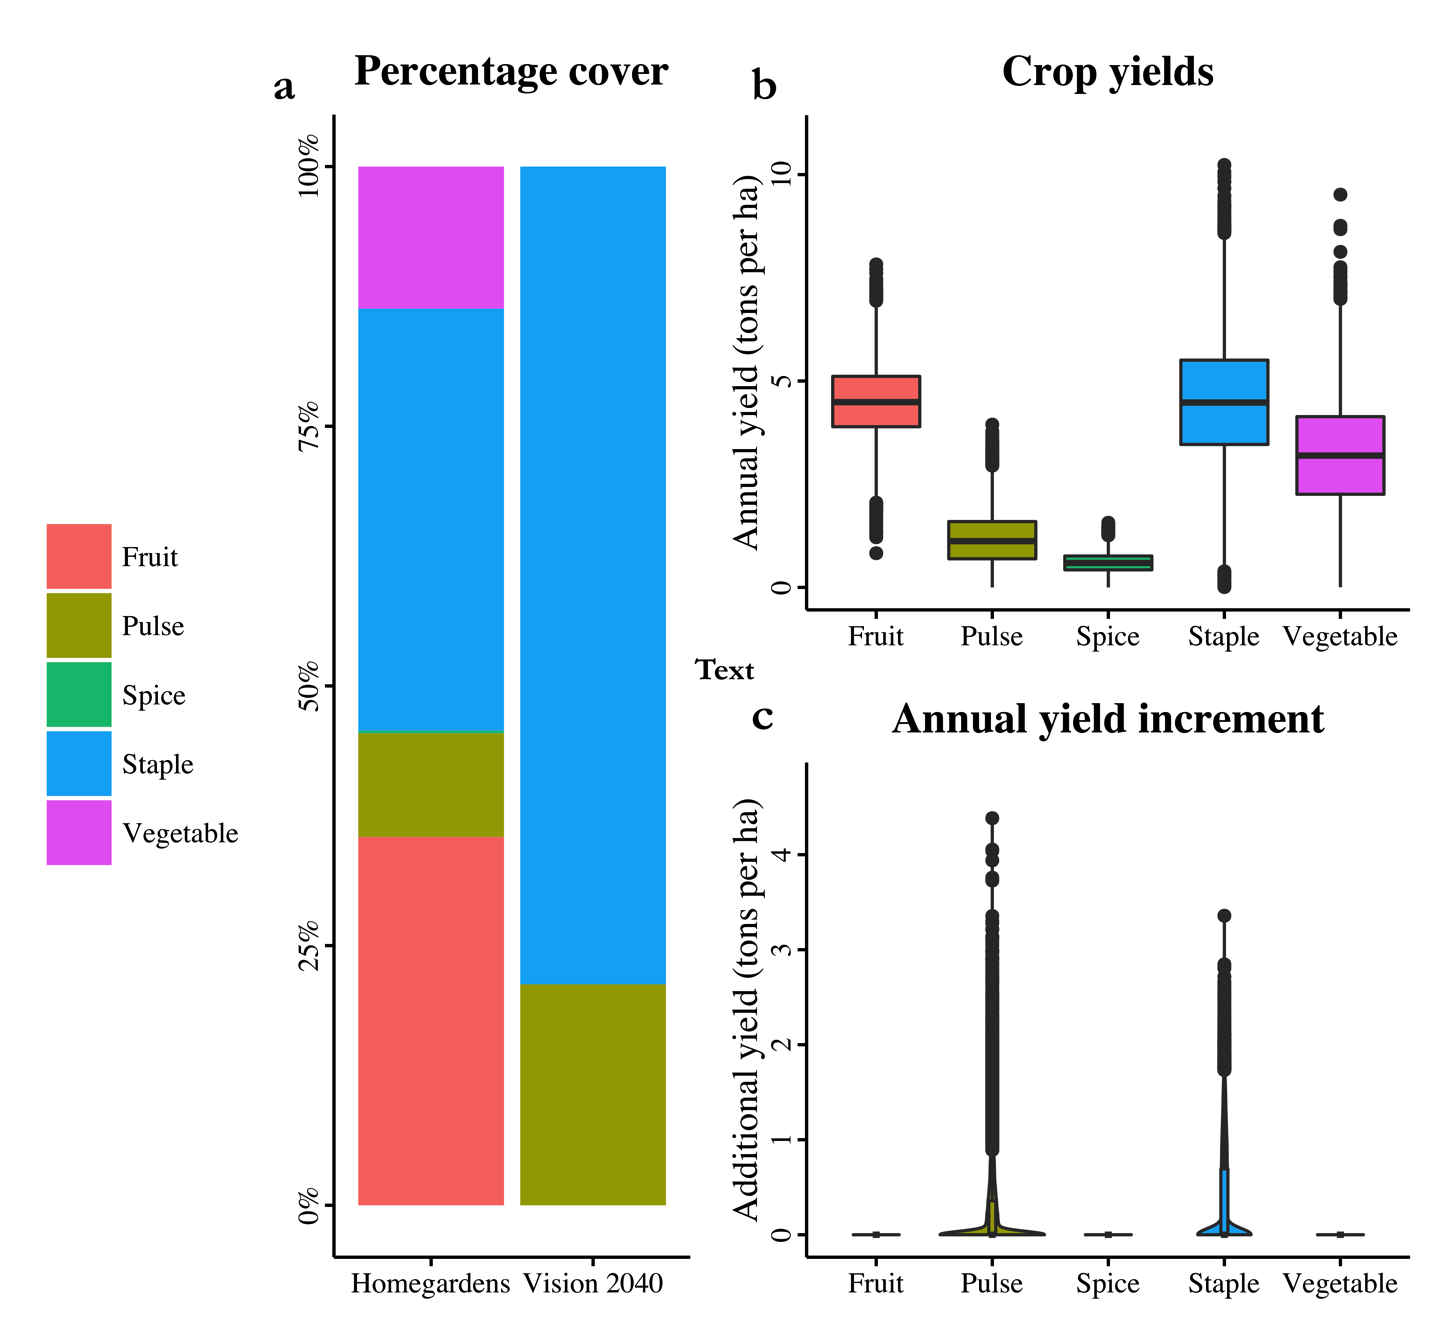 a
Percentage cover
100%
75%
50%
25%
0%
Homegardens
Vision 2040
Fruit
Pulse
Spice
Staple
Vegetable
b
Crop yields
Annual yield (tons per ha)
10
5
0
Fruit
Pulse
Spice
Staple
Vegetable
Text
c
Annual yield increment
Additional yield (tons per ha)
4
3
2
1
0
Fruit
Pulse
Spice
Staple
Vegetable